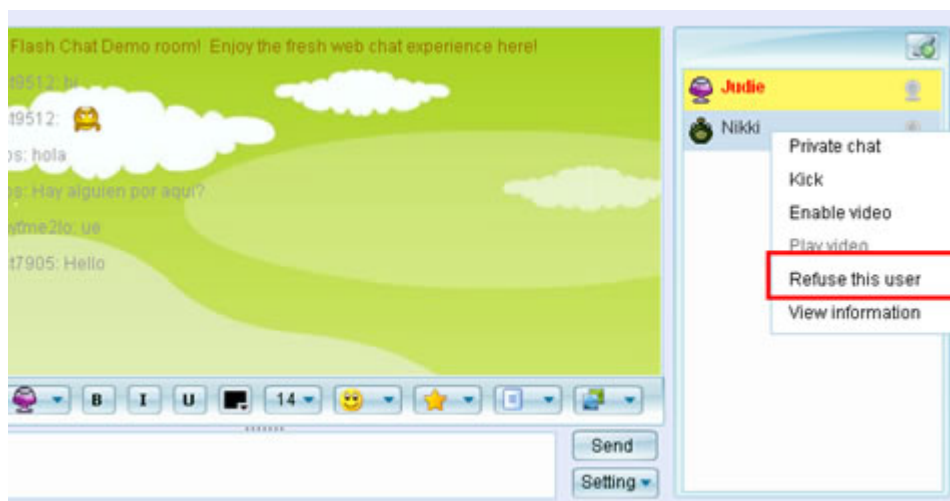 Flash Chat Demo room! Enjoy the fresh web chat experience here!
t9512: hi
t9512:
os: hola
os: Hay alguien por aqui?
ytme2lo: ue
t7905: Hello
B I U 14
Send
Setting
Judie
Nikki
Private chat
Kick
Enable video
Play video
Refuse this user
View information